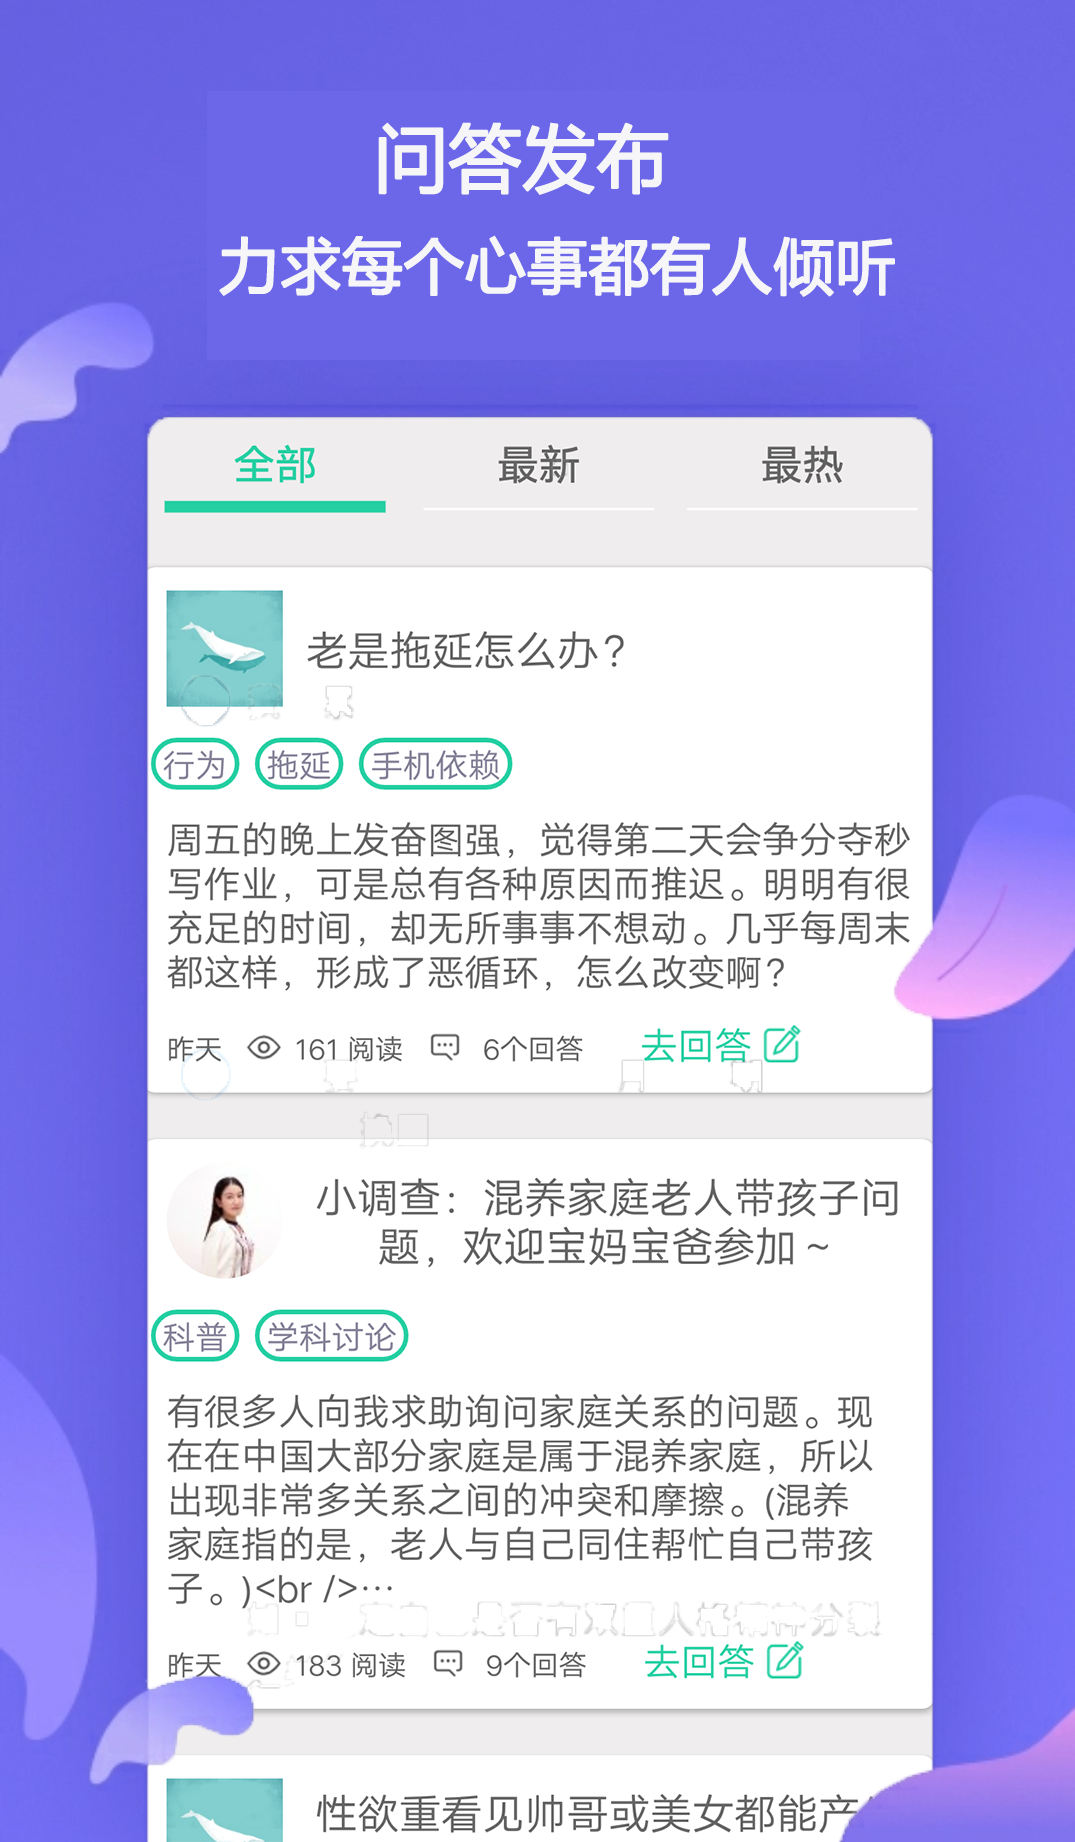 问答发布
力求每个心事都有人倾听
全部 最新 最热
老是拖延怎么办？
行为 拖延 手机依赖
周五的晚上发奋图强，觉得第二天会争分夺秒
写作业，可是总有各种原因而推迟。明明有很
充足的时间，却无所事事不想动。几乎每周末
都这样，形成了恶循环，怎么改变啊？
昨天 161 阅读 6个回答 去回答
小调查：混养家庭老人带孩子问
题，欢迎宝妈宝爸参加～
科普 学科讨论
有很多人向我求助询问家庭关系的问题。现
在在中国大部分家庭是属于混养家庭，所以
出现非常多关系之间的冲突和摩擦。(混养
家庭指的是，老人与自己同住帮忙自己带孩
子。)<br />…
昨天 183 阅读 9个回答 去回答
性欲重看见帅哥或美女都能产